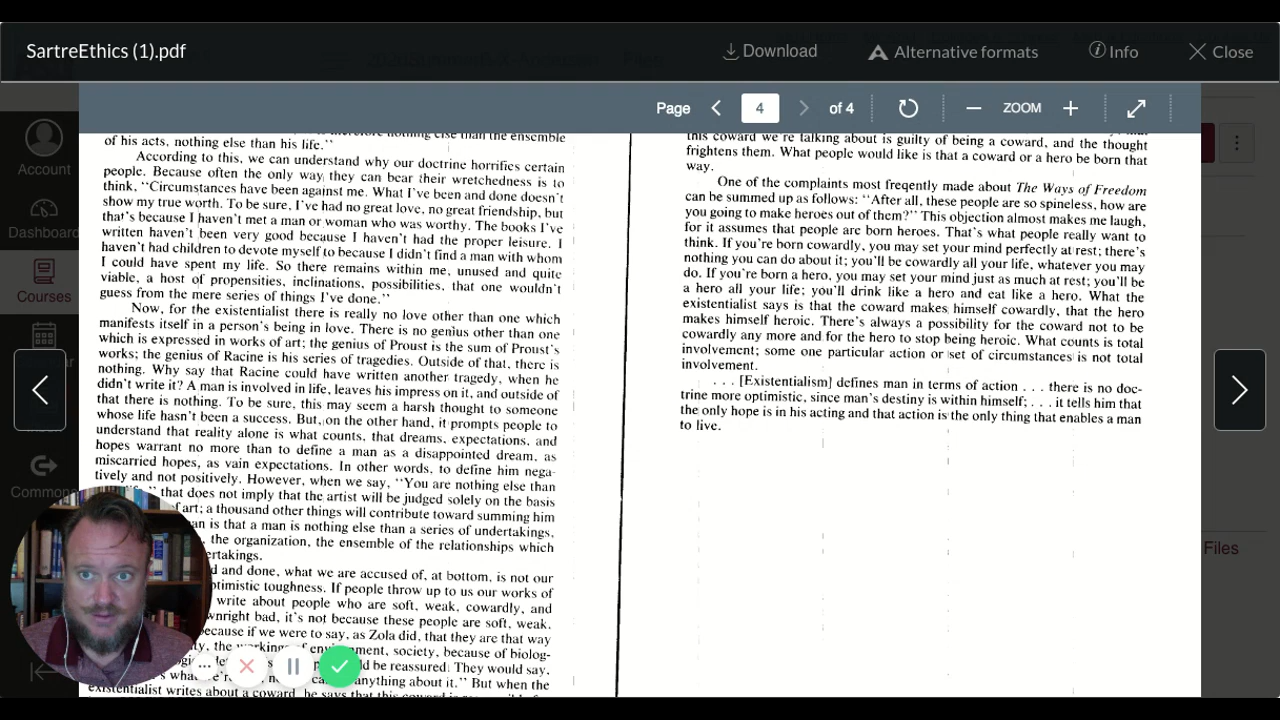 SartreEthics (1).pdf
Download
Alternative formats
Info
Close
Page
4
of 4
ZOOM
Account
Dashboard
Courses
Commons
Files
nothing else than the ensemble
of his acts, nothing else than his life."
According to this, we can understand why our doctrine horrifies certain
people. Because often the only way they can bear their wretchedness is to
think, "Circumstances have been against me. What I've been and done doesn't
show my true worth. To be sure, I've had no great love, no great friendship, but
that's because I haven't met a man or woman who was worthy. The books I've
written haven't been very good because I haven't had the proper leisure. I
haven't had children to devote myself to because I didn't find a man with whom
I could have spent my life. So there remains within me, unused and quite
viable, a host of propensities, inclinations, possibilities, that one wouldn't
guess from the mere series of things I've done."
Now, for the existentialist there is really no love other than one which
manifests itself in a person's being in love. There is no genius other than one
which is expressed in works of art; the genius of Proust is the sum of Proust's
works; the genius of Racine is his series of tragedies. Outside of that, there is
nothing. Why say that Racine could have written another tragedy, when he
didn't write it? A man is involved in life, leaves his impress on it, and outside of
that there is nothing. To be sure, this may seem a harsh thought to someone
whose life hasn't been a success. But, on the other hand, it prompts people to
understand that reality alone is what counts, that dreams, expectations, and
hopes warrant no more than to define a man as a disappointed dream, as
miscarried hopes, as vain expectations. In other words, to define him nega-
tively and not positively. However, when we say, "You are nothing else than
that does not imply that the artist will be judged solely on the basis
of art; a thousand other things will contribute toward summing him
is that a man is nothing else than a series of undertakings,
the organization, the ensemble of the relationships which
and done, what we are accused of, at bottom, is not our
toughness. If people throw up to us our works of
write about people who are soft, weak, cowardly, and
bad, it's not because these people are soft, weak,
if we were to say, as Zola did, that they are that way
the society, because of biolog-
be reassured. They would say,
anything about it." But when the
existentialist writes about a coward, he says that this coward is
this coward we're talking about is guilty of being a coward, and the thought
frightens them. What people would like is that a coward or a hero be born that
way.
One of the complaints most freqently made about The Ways of Freedom
can be summed up as follows: "After all, these people are so spineless, how are
you going to make heroes out of them?" This objection almost makes me laugh,
for it assumes that people are born heroes. That's what people really want to
think. If you're born cowardly, you may set your mind perfectly at rest; there's
nothing you can do about it; you'll be cowardly all your life, whatever you may
do. If you're born a hero, you may set your mind just as much at rest; you'll be
a hero all your life; you'll drink like a hero and eat like a hero. What the
existentialist says is that the coward makes himself cowardly, that the hero
makes himself heroic. There's always a possibility for the coward not to be
cowardly any more and for the hero to stop being heroic. What counts is total
involvement; some one particular action or set of circumstances is not total
involvement.
. . . [Existentialism] defines man in terms of action . . . there is no doc-
trine more optimistic, since man's destiny is within himself; . . . it tells him that
the only hope is in his acting and that action is the only thing that enables a man
to live.